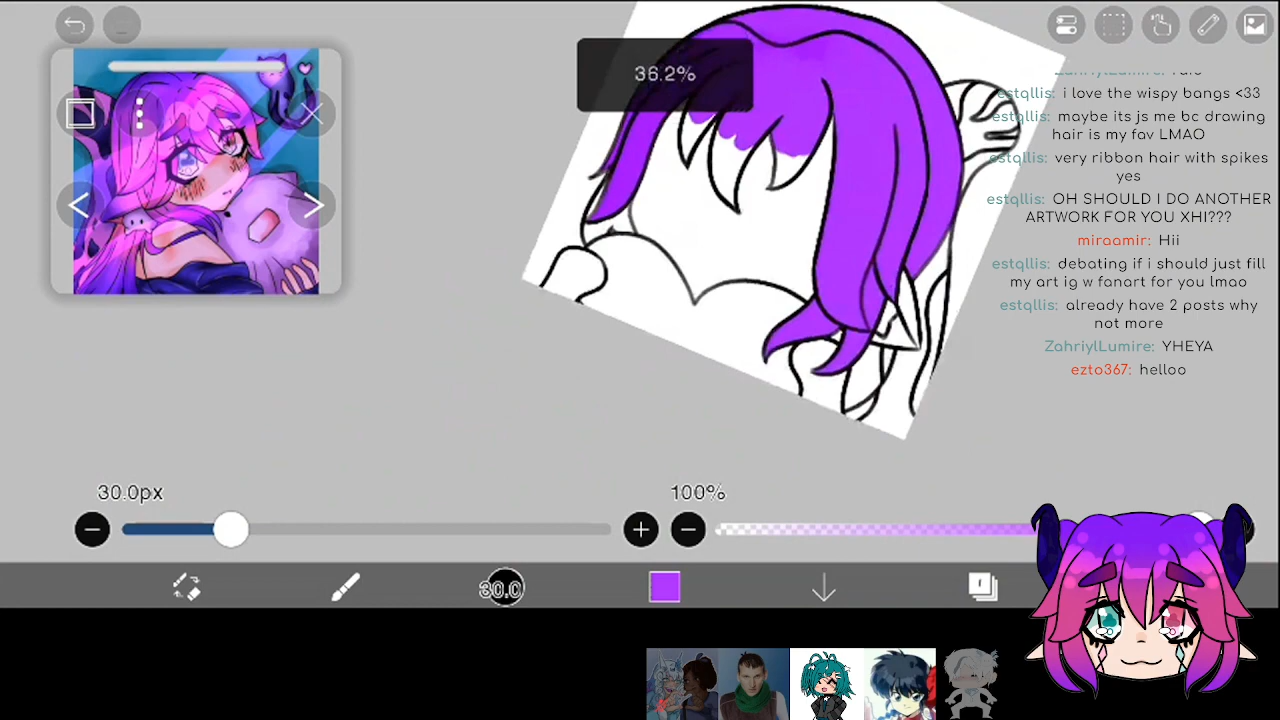 36.2%
estqllis: i love the wispy bangs <33
estqllis: maybe its js me bc drawing
hair is my fav LMAO
estqllis: very ribbon hair with spikes
yes
estqllis: OH SHOULD I DO ANOTHER
ARTWORK FOR YOU XHI???
miraamir: Hii
estqllis: debating if i should just fill
my art ig w fanart for you lmao
estqllis: already have 2 posts why
not more
ZahriylLumire: YHEYA
ezto367: helloo
30.0px
100%
30.0
1